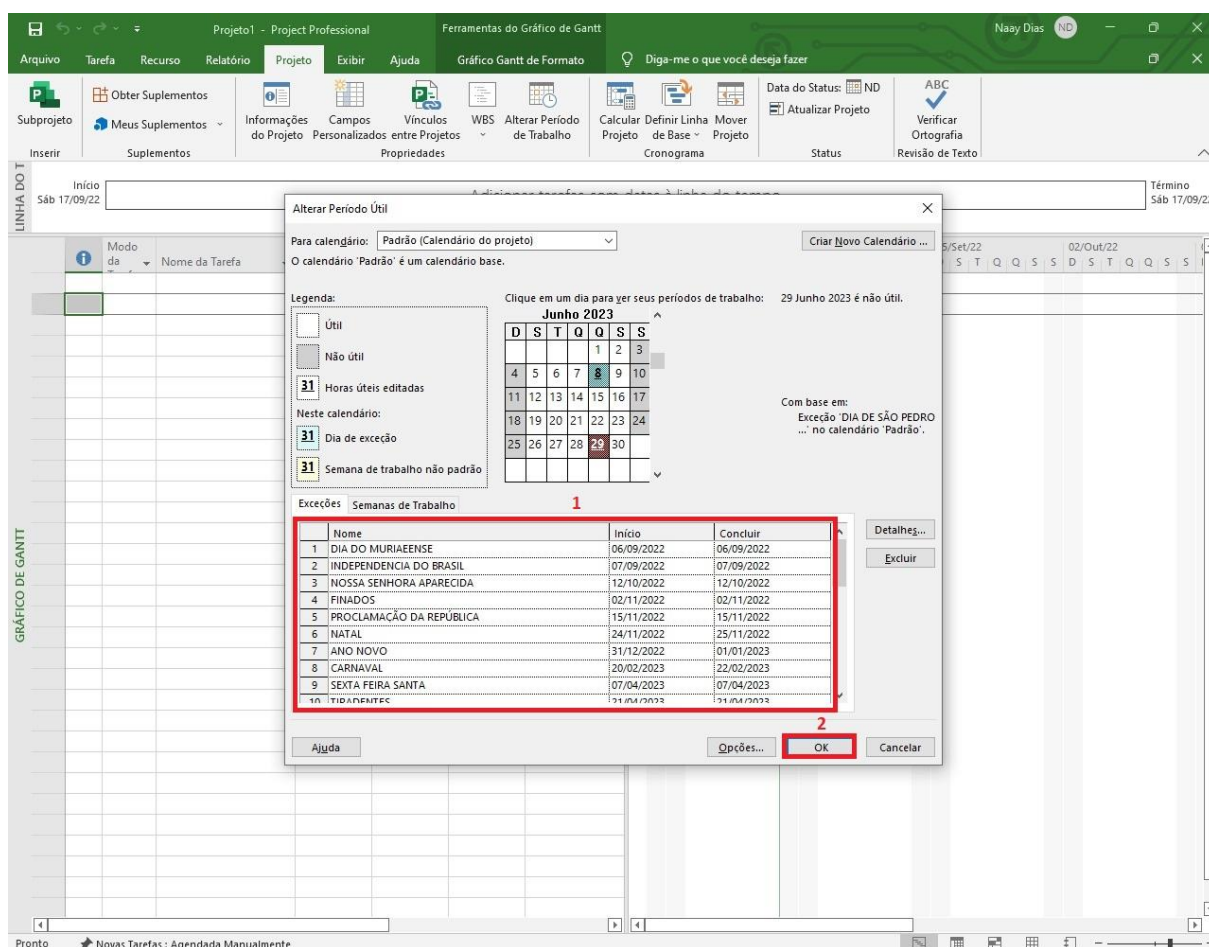 Projeto1 - Project Professional
Ferramentas do Gráfico de Gantt
Naay Dias
ND
Arquivo Tarefa Recurso Relatório Projeto Exibir Ajuda Gráfico Gantt de Formato Diga-me o que você deseja fazer
Subprojeto
Obter Suplementos
Meus Suplementos
Informações do Projeto
Campos Personalizados
Vínculos entre Projetos
WBS
Alterar Período de Trabalho
Calcular Projeto
Definir Linha de Base
Mover Projeto
Data do Status: ND
Atualizar Projeto
ABC
Verificar Ortografia
Inserir Suplementos Propriedades Cronograma Status Revisão de Texto
LINHA DO T
Início
Sáb 17/09/22
Término
Sáb 17/09/2
Modo da
Nome da Tarefa
5/Set/22 02/Out/22
S T Q Q S S D S T Q Q S S
Alterar Período Útil
Para calendário: Padrão (Calendário do projeto)
Criar Novo Calendário ...
O calendário 'Padrão' é um calendário base.
Legenda:
Útil
Não útil
31 Horas úteis editadas
Neste calendário:
31 Dia de exceção
31 Semana de trabalho não padrão
Clique em um dia para ver seus períodos de trabalho:
Junho 2023
D S T Q Q S S
1 2 3
4 5 6 7 8 9 10
11 12 13 14 15 16 17
18 19 20 21 22 23 24
25 26 27 28 29 30
29 Junho 2023 é não útil.
Com base em:
Exceção 'DIA DE SÃO PEDRO
...' no calendário 'Padrão'.
Exceções Semanas de Trabalho
1
Nome Início Concluir
1 DIA DO MURIAEENSE 06/09/2022 06/09/2022
2 INDEPENDENCIA DO BRASIL 07/09/2022 07/09/2022
3 NOSSA SENHORA APARECIDA 12/10/2022 12/10/2022
4 FINADOS 02/11/2022 02/11/2022
5 PROCLAMAÇÃO DA REPÚBLICA 15/11/2022 15/11/2022
6 NATAL 24/11/2022 25/11/2022
7 ANO NOVO 31/12/2022 01/01/2023
8 CARNAVAL 20/02/2023 22/02/2023
9 SEXTA FEIRA SANTA 07/04/2023 07/04/2023
10 TIRADENTES 21/04/2023 21/04/2023
Detalhes...
Excluir
2
Ajuda
Opções...
OK
Cancelar
GRÁFICO DE GANTT
Pronto
Novas Tarefas : Agendada Manualmente